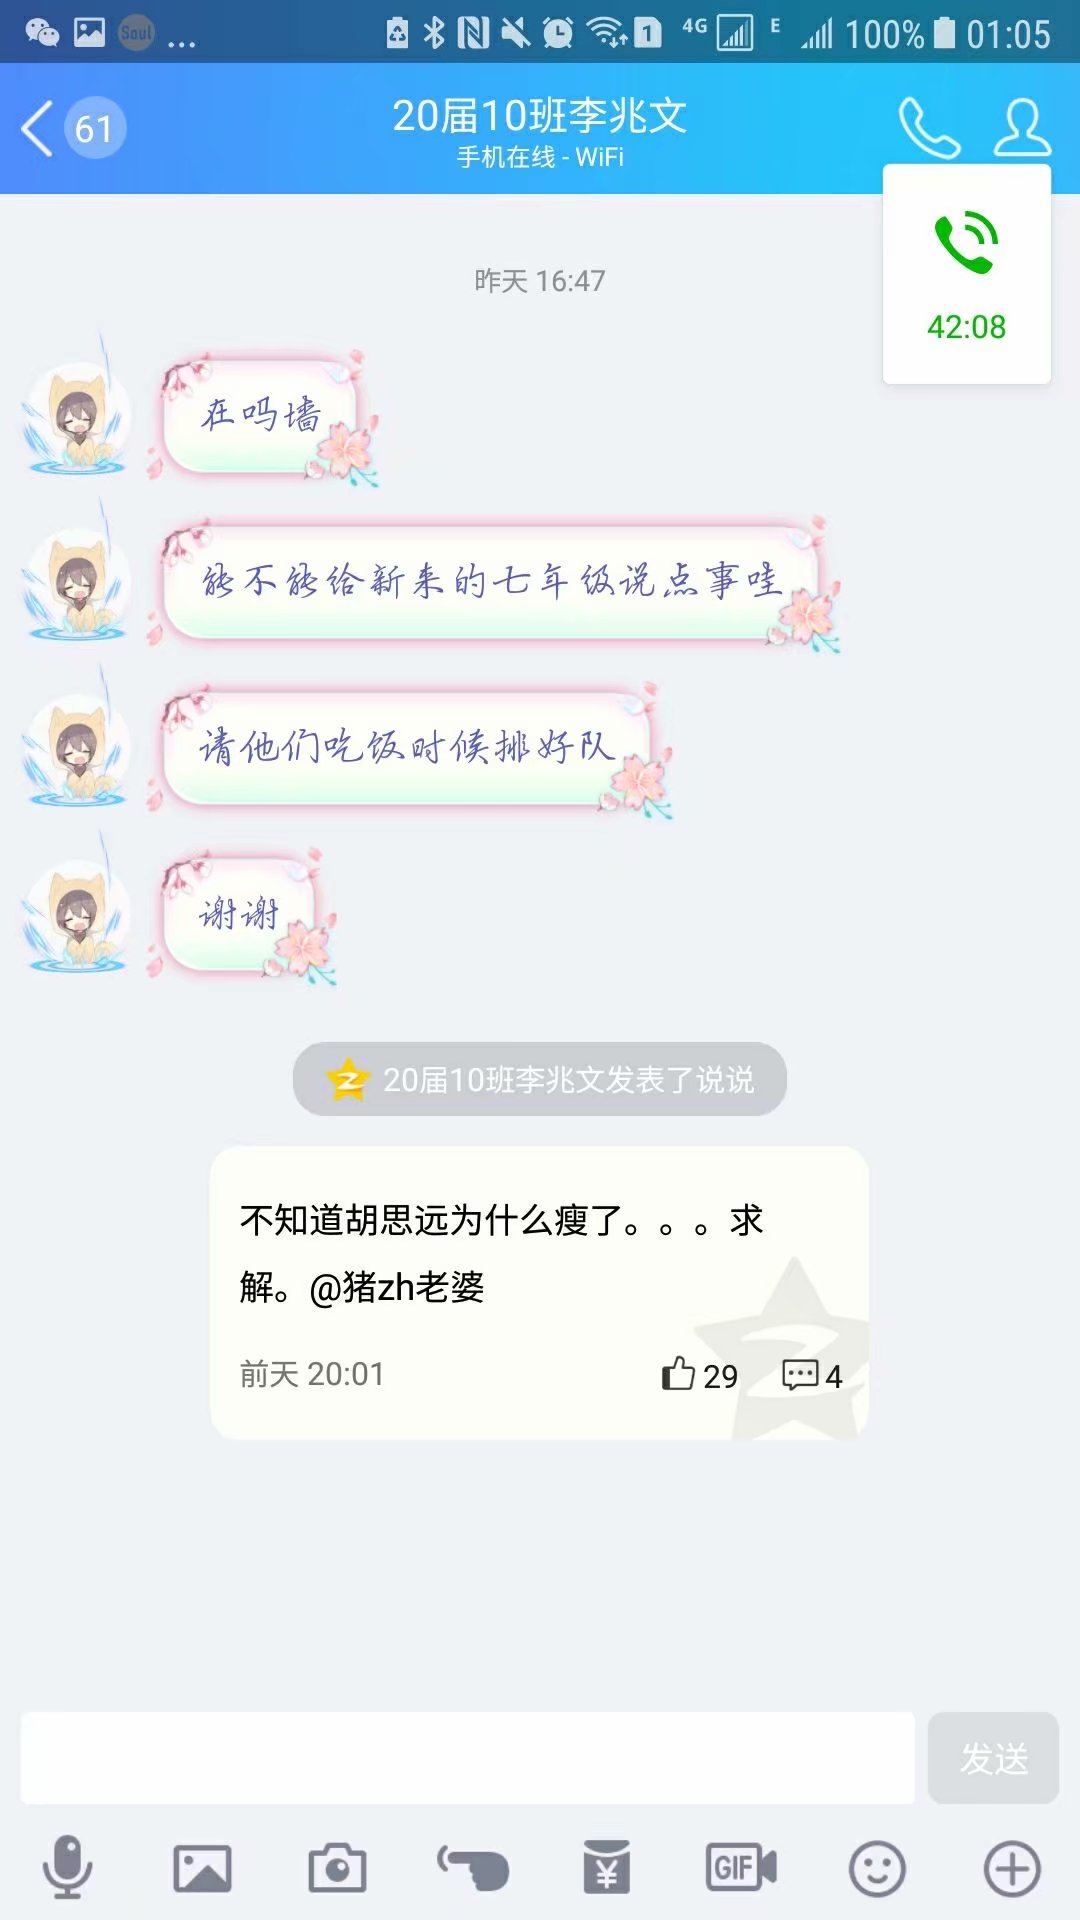 Soul ... 1 4G E 100% 01:05
61
20届10班李兆文
手机在线 - WiFi
42:08
昨天 16:47
在吗墙
能不能给新来的七年级说点事哇
请他们吃饭时候排好队
谢谢
20届10班李兆文发表了说说
不知道胡思远为什么瘦了。。。求
解。@猪zh老婆
前天 20:01 29 4
发送
¥ GIF